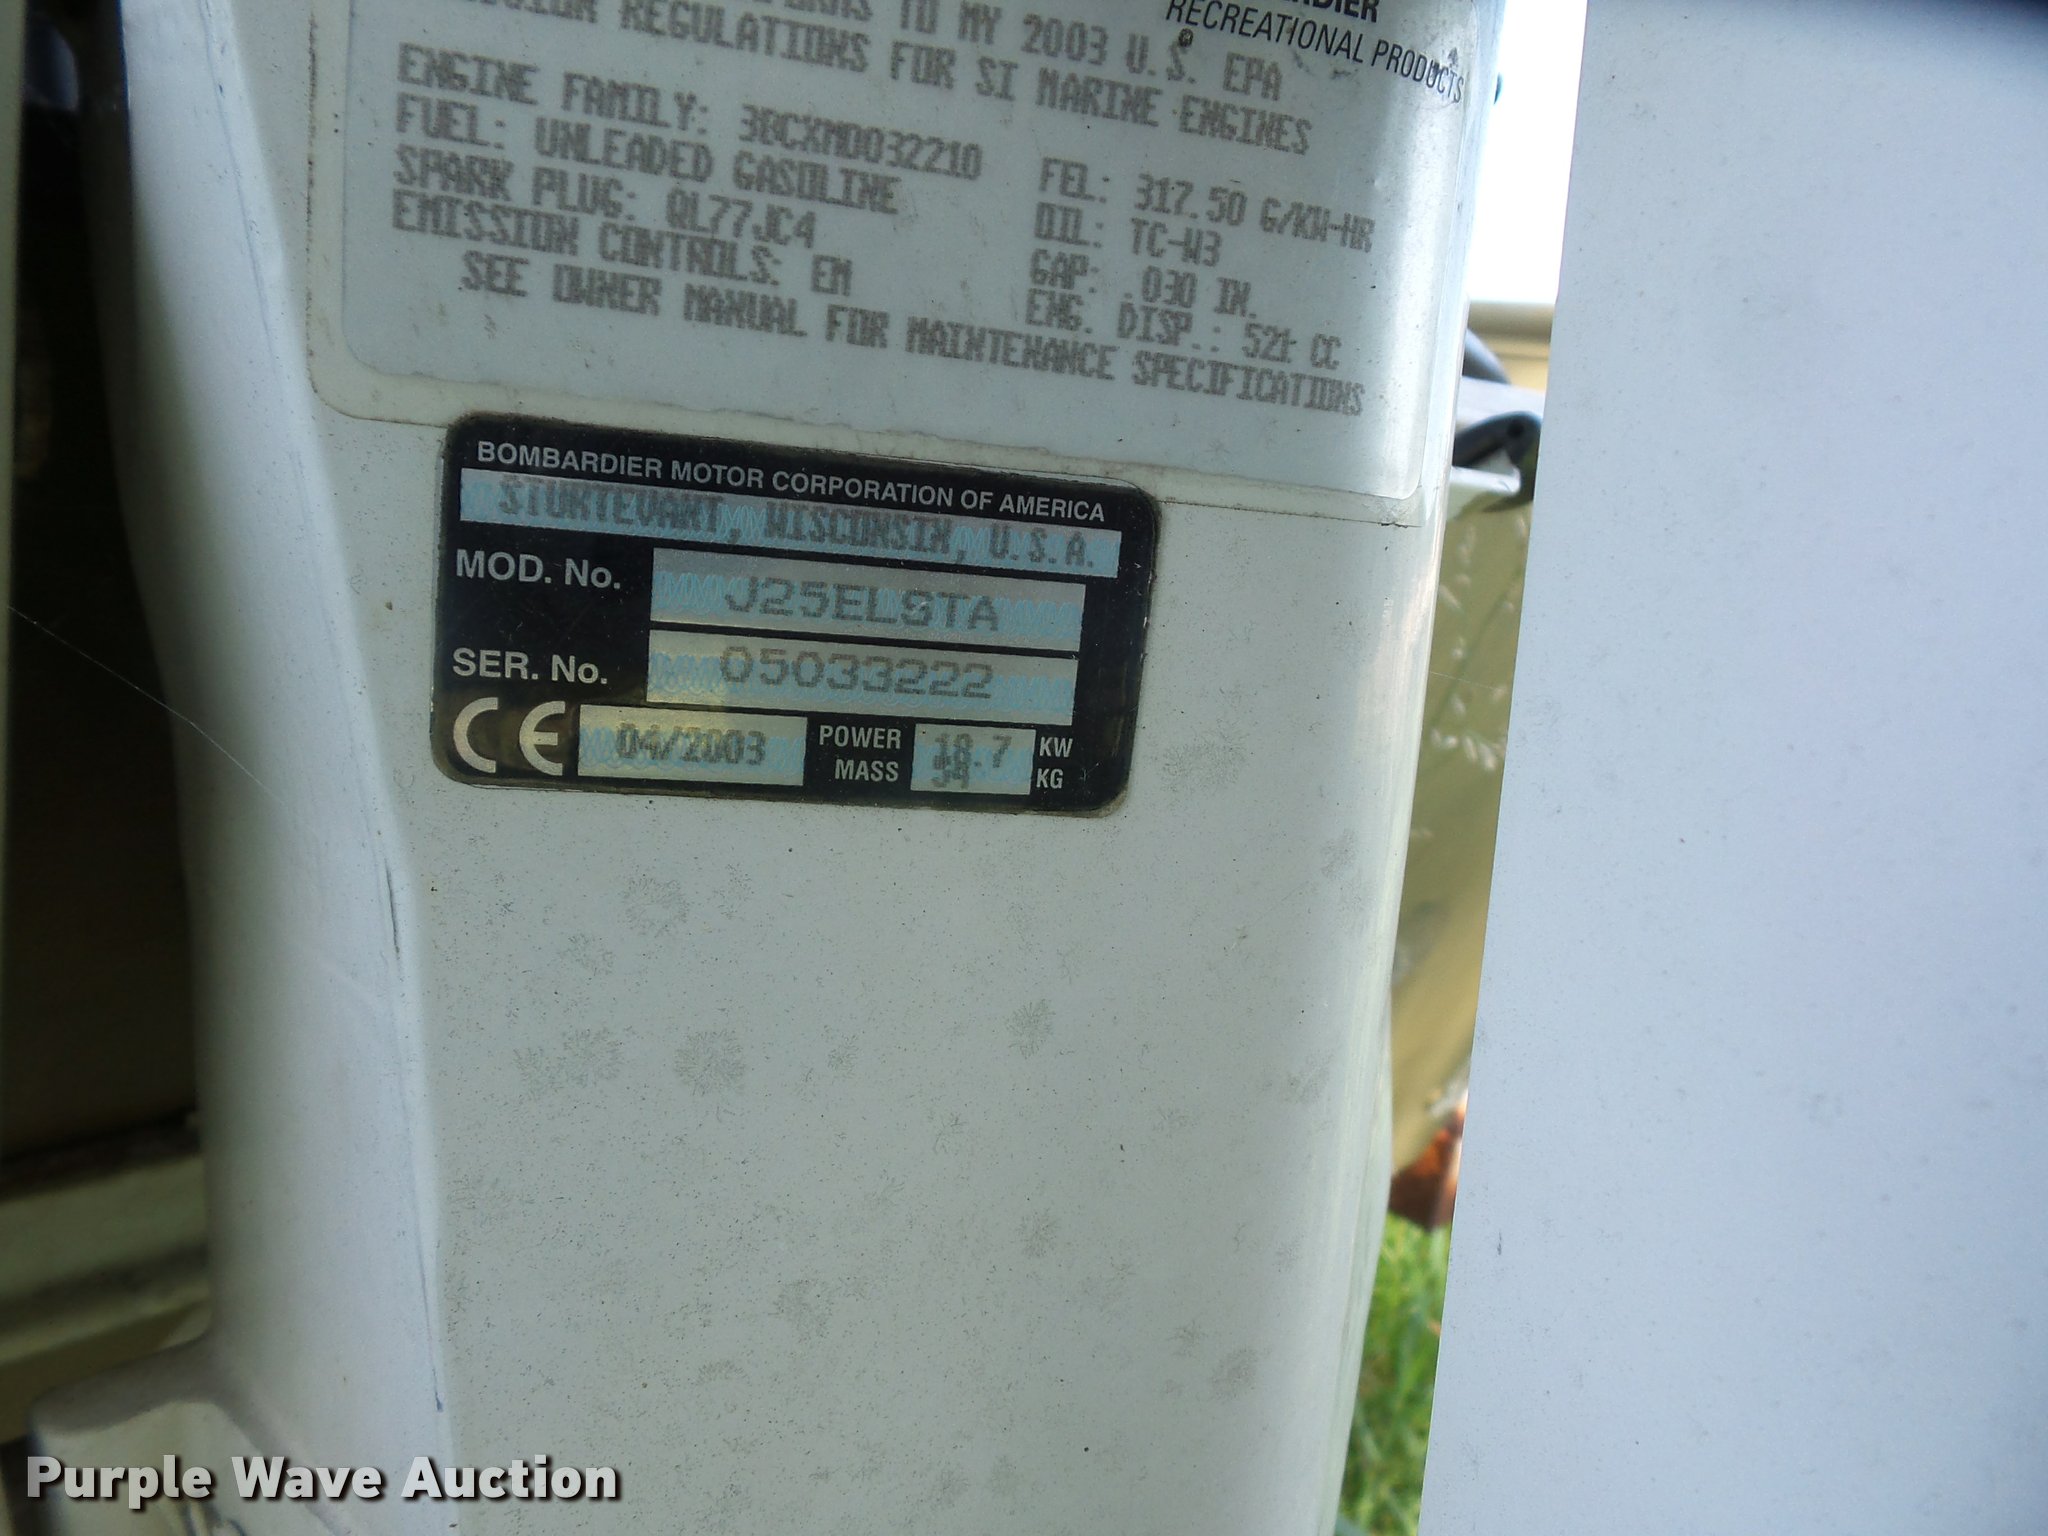 TO MY 2003 U.S. EPA
REGULATIONS FOR SI MARINE ENGINES
RECREATIONAL PRODUCTS
®
ENGINE FAMILY: 3BCXM0032210
FEL: 317.50 G/KW-HR
FUEL: UNLEADED GASOLINE
OIL: TC-W3
SPARK PLUG: QL77JC4
GAP: .030 IN.
EMISSION CONTROLS: EM
ENG. DISP.: 521 CC
SEE OWNER MANUAL FOR MAINTENANCE SPECIFICATIONS
BOMBARDIER MOTOR CORPORATION OF AMERICA
STURTEVANT, WISCONSIN, U.S.A.
MOD. No. J25ELSTA
SER. No. 05033222
CE 04/2003
POWER 18.7 KW
MASS KG
Purple Wave Auction